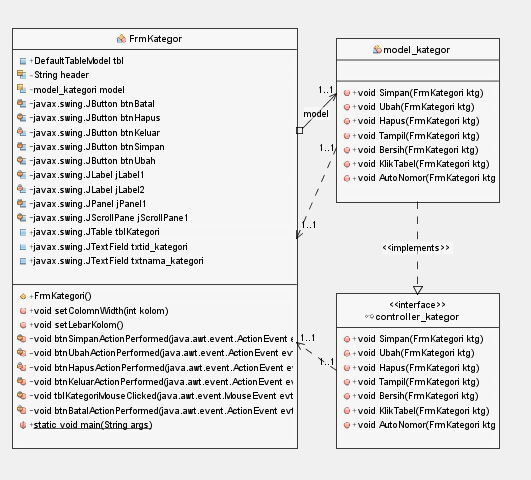 FrmKategor
+DefaultTableModel tbl
-String header
-model_kategori model
-javax.swing.JButton btnBatal
-javax.swing.JButton btnHapus
-javax.swing.JButton btnKeluar
-javax.swing.JButton btnSimpan
-javax.swing.JButton btnUbah
-javax.swing.JLabel jLabel1
-javax.swing.JLabel jLabel2
-javax.swing.JPanel jPanel1
-javax.swing.JScrollPane jScrollPane1
+javax.swing.JTable tblKategori
+javax.swing.JTextField txtid_kategori
+javax.swing.JTextField txtnama_kategori
+FrmKategori()
+void setColomnWidth(int kolom)
+void setLebarKolom()
-void btnSimpanActionPerformed(java.awt.event.ActionEvent e
-void btnUbahActionPerformed(java.awt.event.ActionEvent evt
-void btnHapusActionPerformed(java.awt.event.ActionEvent ev
-void btnKeluarActionPerformed(java.awt.event.ActionEvent e
-void tblKategoriMouseClicked(java.awt.event.MouseEvent evt
-void btnBatalActionPerformed(java.awt.event.ActionEvent ev
+static void main(String args)
1..1
model
1..1
1..1
model_kategor
+void Simpan(FrmKategori ktg)
+void Ubah(FrmKategori ktg)
+void Hapus(FrmKategori ktg)
+void Tampil(FrmKategori ktg)
+void Bersih(FrmKategori ktg)
+void KlikTabel(FrmKategori ktg)
+void AutoNomor(FrmKategori ktg
<<implements>>
1..1
1..1
<<interface>>
controller_kategor
+void Simpan(FrmKategori ktg)
+void Ubah(FrmKategori ktg)
+void Hapus(FrmKategori ktg)
+void Tampil(FrmKategori ktg)
+void Bersih(FrmKategori ktg)
+void KlikTabel(FrmKategori ktg)
+void AutoNomor(FrmKategori ktg